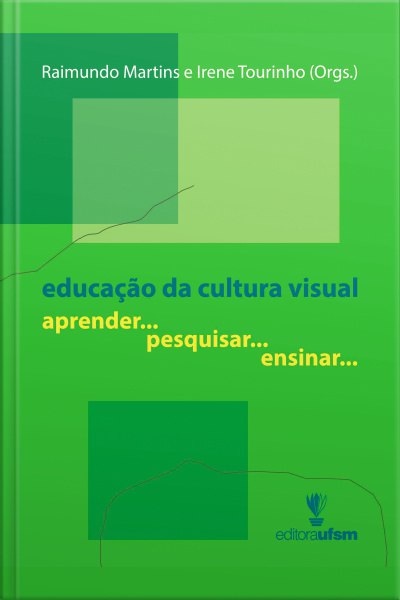 Raimundo Martins e Irene Tourinho (Orgs.)
educação da cultura visual
aprender...
pesquisar...
ensinar...
editoraufsm